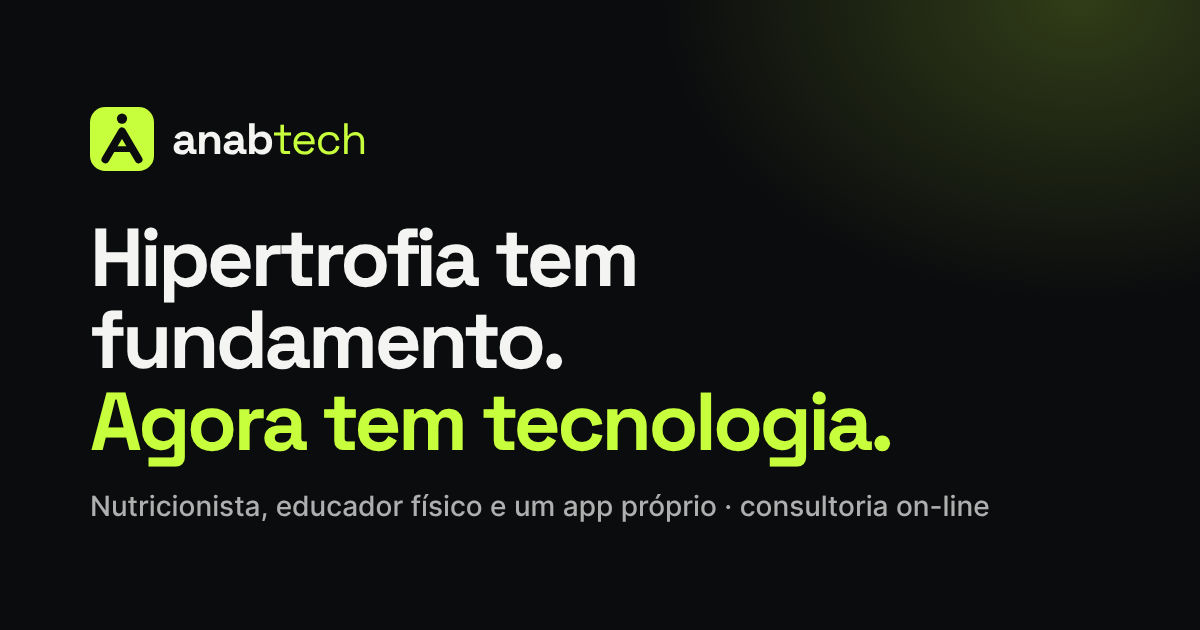 anabtech
Hipertrofia tem
fundamento.
Agora tem tecnologia.
Nutricionista, educador físico e um app próprio · consultoria on-line